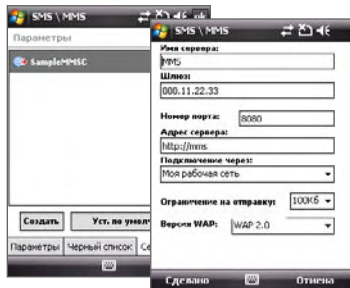 SMS \ MMS
Параметры
SampleMMSC
Создать
Уст. по умол
Параметры
Черный список
Се
SMS \ MMS
Имя сервера:
MMS
Шлюз:
000.11.22.33
Номер порта: 8080
Адрес сервера:
http://mms
Подключение через:
Моя рабочая сеть
Ограничение на отправку: 100Кб
Версия WAP: WAP 2.0
Сделано
Отмена